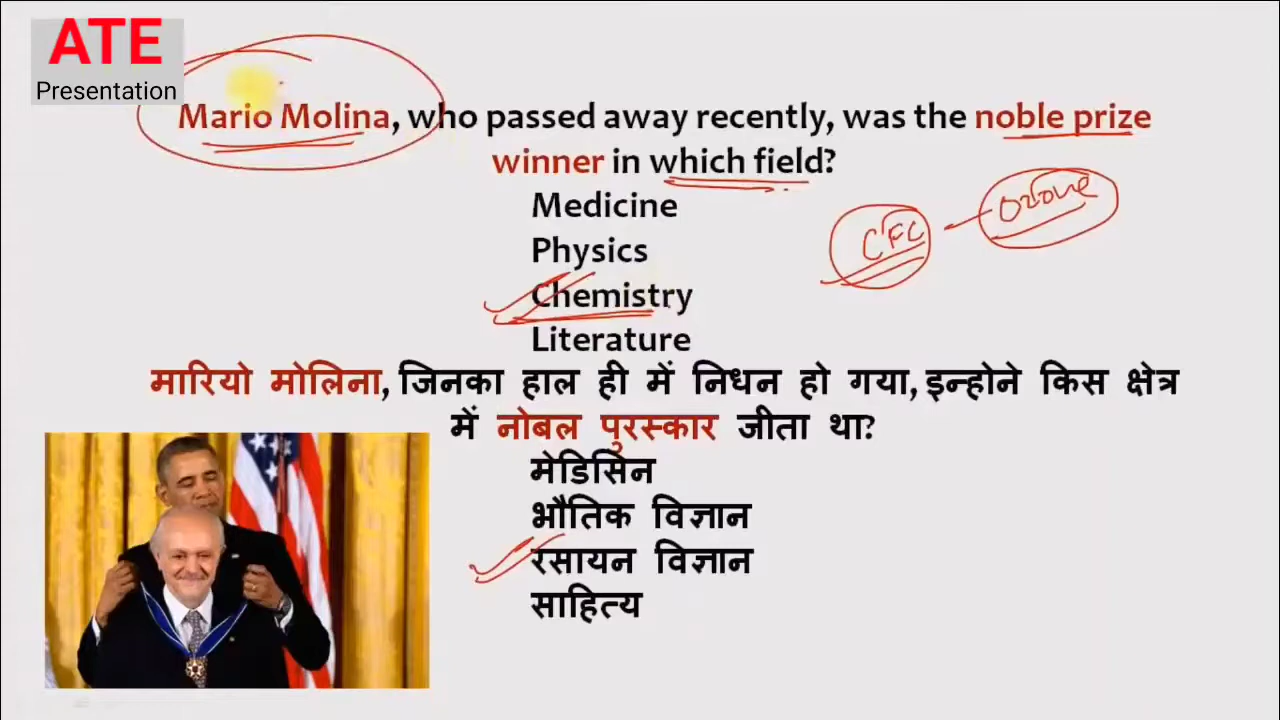 ATE
Presentation
Mario Molina, who passed away recently, was the noble prize
winner in which field?
Medicine
Physics
CFC
Ozone
Chemistry
Literature
मारियो मोलिना, जिनका हाल ही में निधन हो गया, इन्होने किस क्षेत्र
में नोबल पुरस्कार जीता था?
मेडिसिन
भौतिक विज्ञान
रसायन विज्ञान
साहित्य